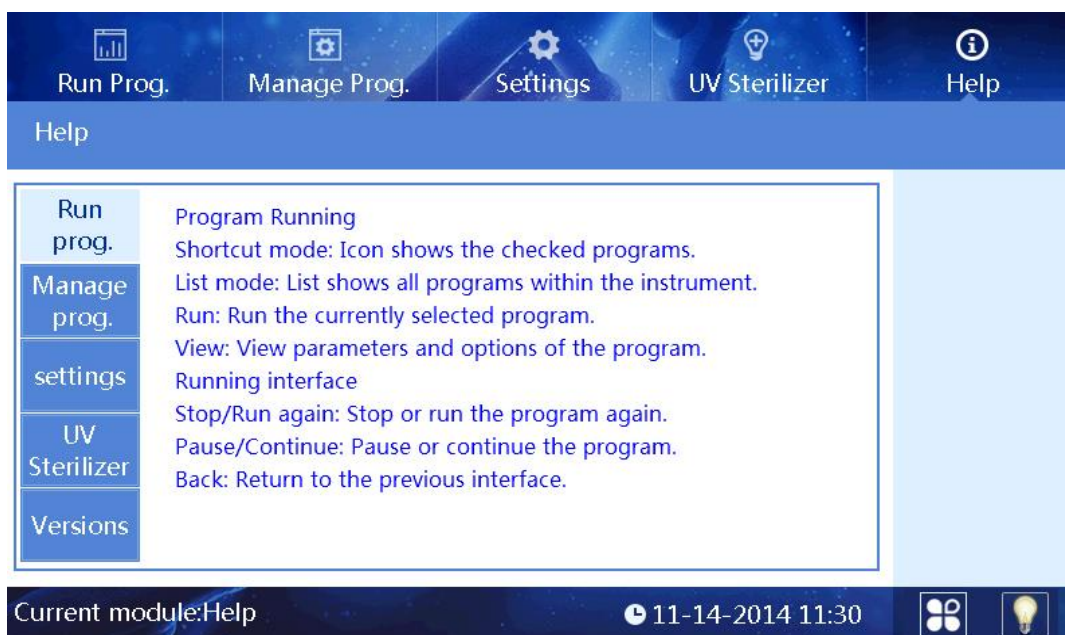 Run Prog.
Manage Prog.
Settings
UV Sterilizer
Help
Help
Run
prog.
Manage
prog.
settings
UV
Sterilizer
Versions
Program Running
Shortcut mode: Icon shows the checked programs.
List mode: List shows all programs within the instrument.
Run: Run the currently selected program.
View: View parameters and options of the program.
Running interface
Stop/Run again: Stop or run the program again.
Pause/Continue: Pause or continue the program.
Back: Return to the previous interface.
Current module:Help
11-14-2014 11:30